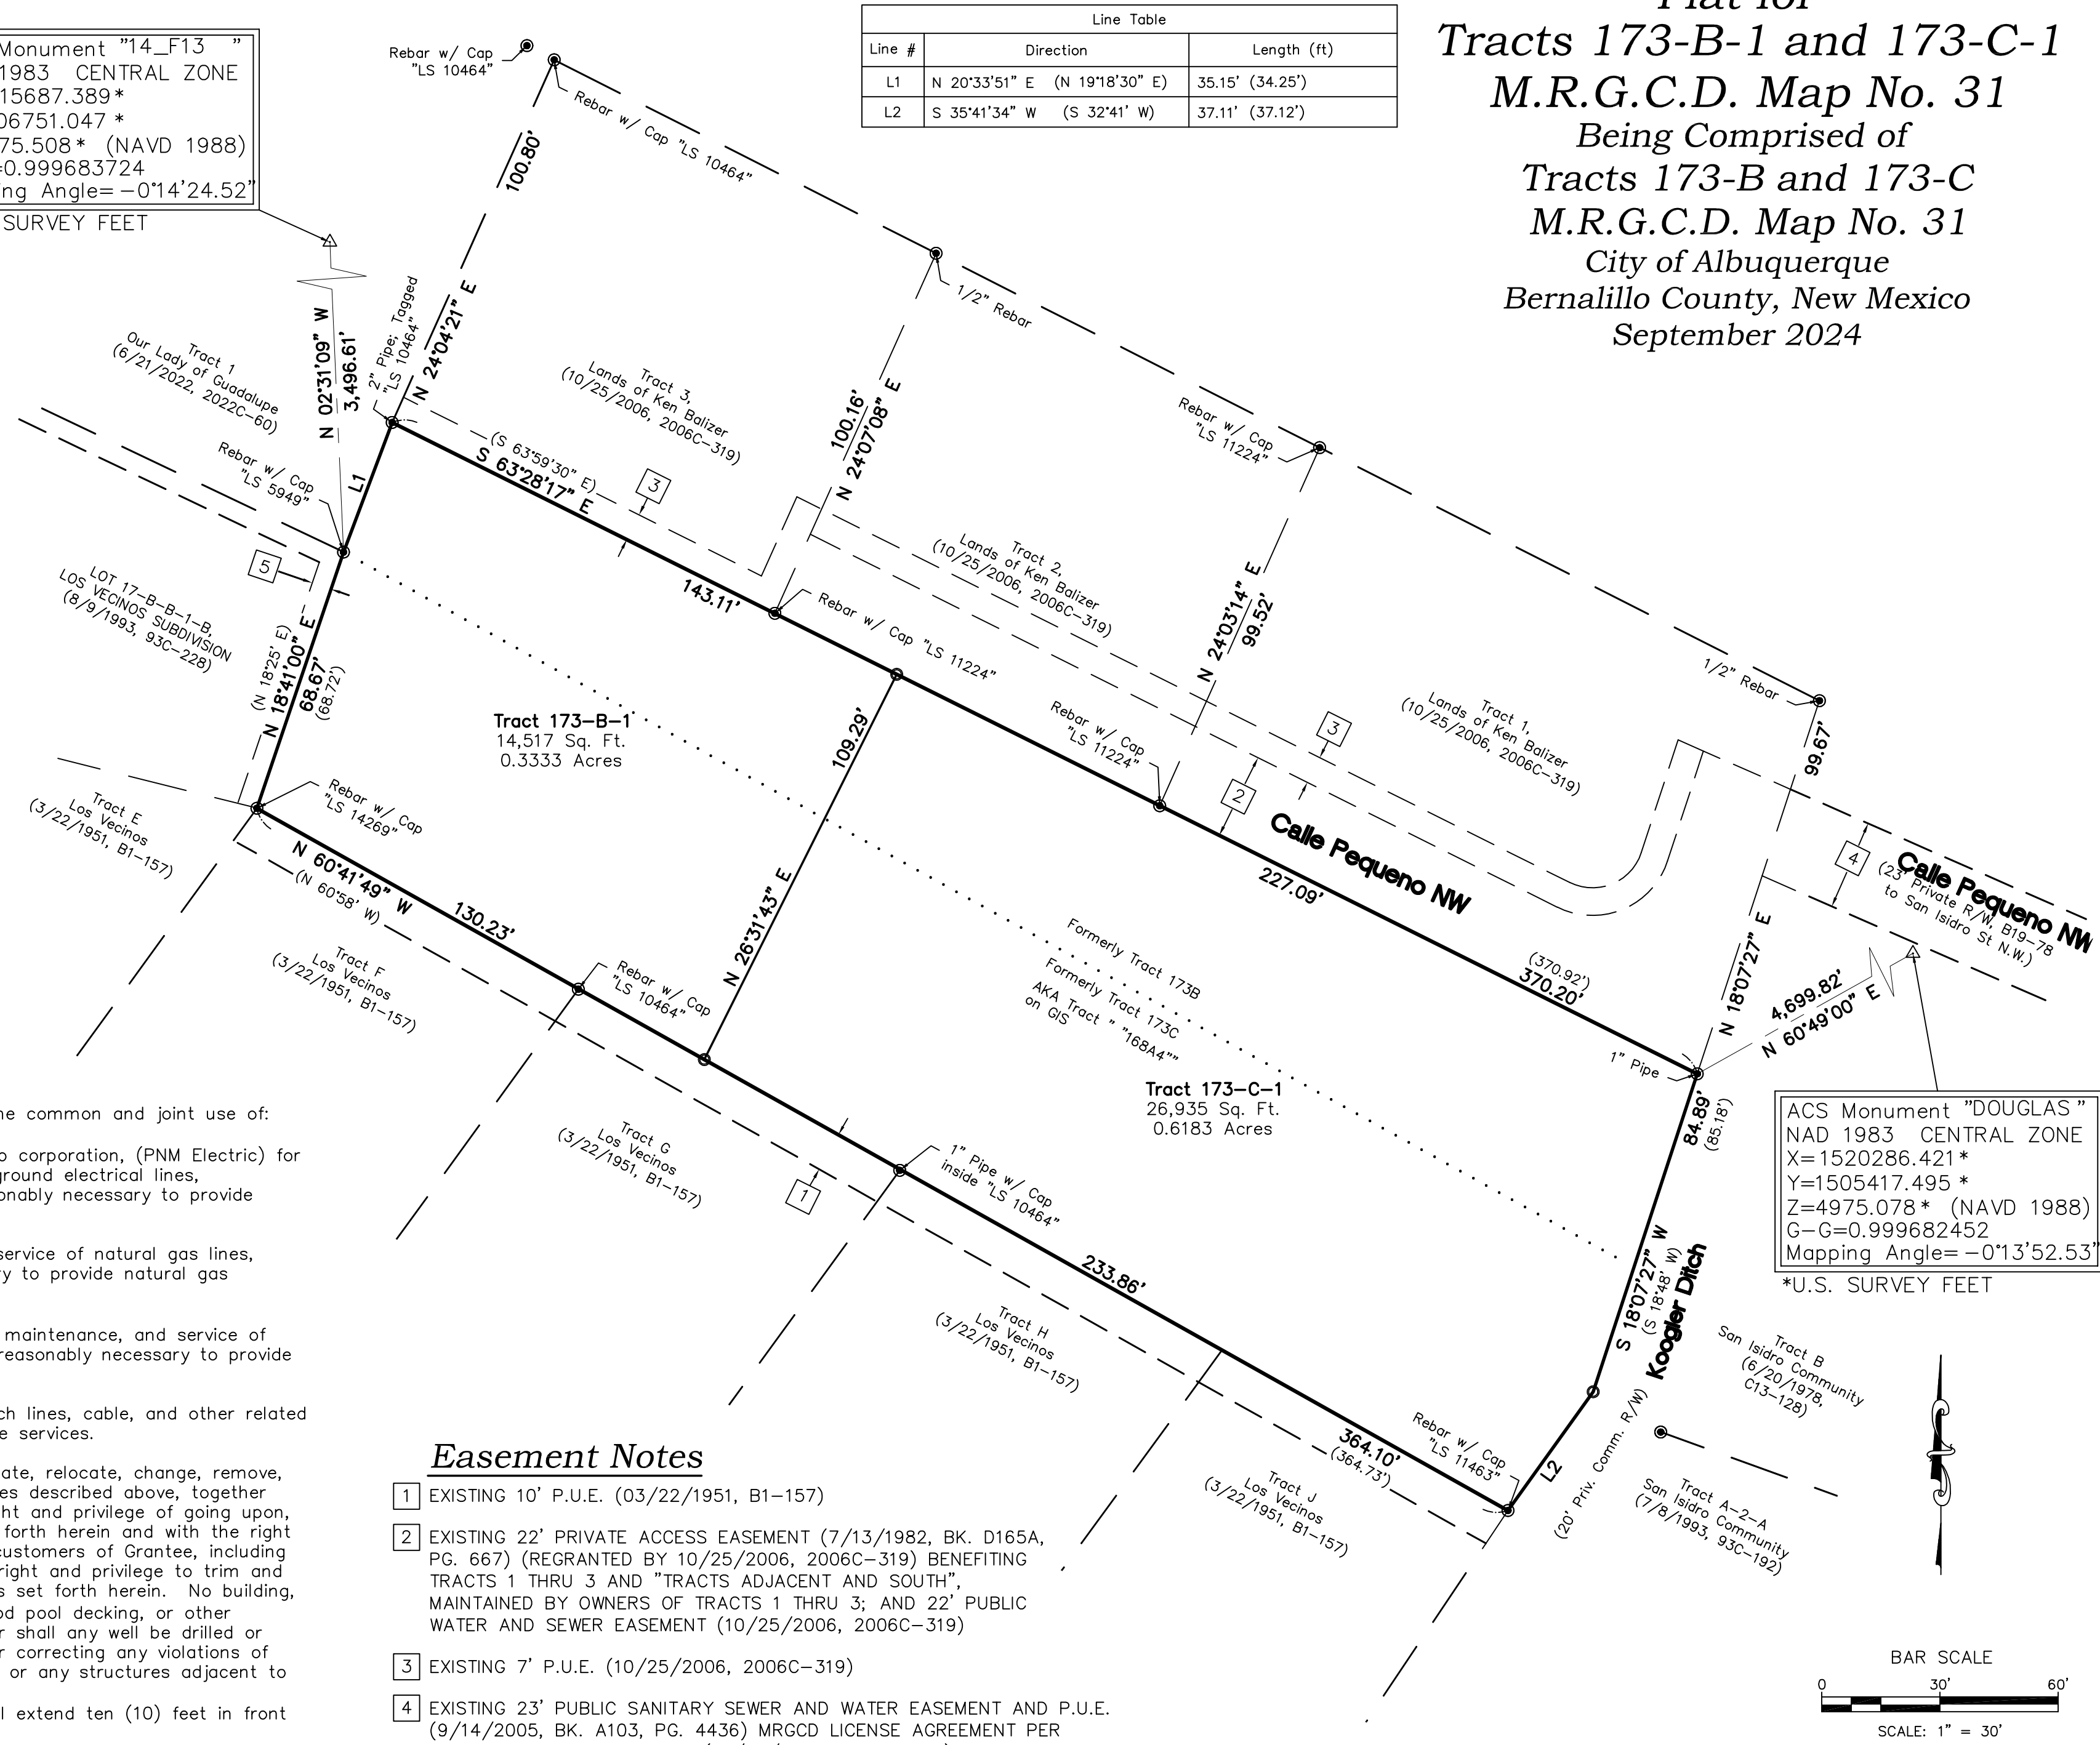 Plat for
Tracts 173-B-1 and 173-C-1
M.R.G.C.D. Map No. 31
Being Comprised of
Tracts 173-B and 173-C
M.R.G.C.D. Map No. 31
City of Albuquerque
Bernalillo County, New Mexico
September 2024
Line Table
Line # Direction Length (ft)
L1 N 20°33'51" E (N 19°18'30" E) 35.15' (34.25')
L2 S 35°41'34" W (S 32°41' W) 37.11' (37.12')
Monument "14_F13 "
1983 CENTRAL ZONE
15687.389*
06751.047 *
75.508* (NAVD 1988)
=0.999683724
ng Angle= -0°14'24.52"
SURVEY FEET
Rebar w/ Cap
"LS 10464"
Rebar w/ Cap "LS 10464"
100.80'
N 24°04'21" E
2" Pipe; Tagged
"LS 10464"
N 02°31'09" W
3,496.61'
Tract 1
Our Lady of Guadalupe
(6/21/2022, 2022C-60)
Rebar w/ Cap
"LS 5949"
L1
Tract 3,
Lands of Ken Balizer
(10/25/2006, 2006C-319)
(S 63°59'30" E)
S 63°28'17" E
3
143.11'
1/2" Rebar
100.16'
N 24°07'08" E
Tract 2,
Lands of Ken Balizer
(10/25/2006, 2006C-319)
Rebar w/ Cap "LS 11224"
Rebar w/ Cap
"LS 11224"
N 24°03'14" E
99.52'
Rebar w/ Cap
"LS 11224"
Tract 1,
Lands of Ken Balizer
(10/25/2006, 2006C-319)
3
2
Calle Pequeno NW
227.09'
(370.92')
370.20'
1/2" Rebar
99.67'
N 18°07'27" E
4
Calle Pequeno NW
(23' Private R/W, B19-78
to San Isidro St N.W.)
4,699.82'
N 60°49'00" E
1" Pipe
5
LOT 17-B-B-1-B,
LOS VECINOS SUBDIVISION
(8/9/1993, 93C-228)
(N 18°25' E)
N 18°41'00" E
68.67'
(68.72')
Tract 173-B-1
14,517 Sq. Ft.
0.3333 Acres
109.29'
N 26°31'43" E
Rebar w/ Cap
"LS 14269"
Tract E
Los Vecinos
(3/22/1951, B1-157)
N 60°41'49" W
(N 60°58' W)
130.23'
Tract F
Los Vecinos
(3/22/1951, B1-157)
Rebar w/ Cap
"LS 10464"
Formerly Tract 173B
Formerly Tract 173C
AKA Tract " "168A4""
on GIS
Tract 173-C-1
26,935 Sq. Ft.
0.6183 Acres
Tract G
Los Vecinos
(3/22/1951, B1-157)
1
1" Pipe w/ Cap
inside "LS 10464"
233.86'
Tract H
Los Vecinos
(3/22/1951, B1-157)
84.89'
(85.18')
S 18°07'27" W
(S 18°48' W)
Koogler Ditch
(20' Priv. Comm. R/W)
Rebar w/ Cap
"LS 11463"
364.10'
(364.73')
L2
Tract J
Los Vecinos
(3/22/1951, B1-157)
Tract B
San Isidro Community
(6/20/1978,
C13-128)
Tract A-2-A
San Isidro Community
(7/8/1993, 93C-192)
ACS Monument "DOUGLAS "
NAD 1983 CENTRAL ZONE
X=1520286.421*
Y=1505417.495 *
Z=4975.078* (NAVD 1988)
G-G=0.999682452
Mapping Angle= -0°13'52.53"
*U.S. SURVEY FEET
ne common and joint use of:
o corporation, (PNM Electric) for
ground electrical lines,
onably necessary to provide
service of natural gas lines,
ry to provide natural gas
maintenance, and service of
reasonably necessary to provide
ch lines, cable, and other related
e services.
ate, relocate, change, remove,
es described above, together
ht and privilege of going upon,
forth herein and with the right
customers of Grantee, including
right and privilege to trim and
s set forth herein. No building,
od pool decking, or other
r shall any well be drilled or
r correcting any violations of
or any structures adjacent to
l extend ten (10) feet in front
Easement Notes
1 EXISTING 10' P.U.E. (03/22/1951, B1-157)
2 EXISTING 22' PRIVATE ACCESS EASEMENT (7/13/1982, BK. D165A,
PG. 667) (REGRANTED BY 10/25/2006, 2006C-319) BENEFITING
TRACTS 1 THRU 3 AND "TRACTS ADJACENT AND SOUTH",
MAINTAINED BY OWNERS OF TRACTS 1 THRU 3; AND 22' PUBLIC
WATER AND SEWER EASEMENT (10/25/2006, 2006C-319)
3 EXISTING 7' P.U.E. (10/25/2006, 2006C-319)
4 EXISTING 23' PUBLIC SANITARY SEWER AND WATER EASEMENT AND P.U.E.
(9/14/2005, BK. A103, PG. 4436) MRGCD LICENSE AGREEMENT PER
BAR SCALE
0 30' 60'
SCALE: 1" = 30'